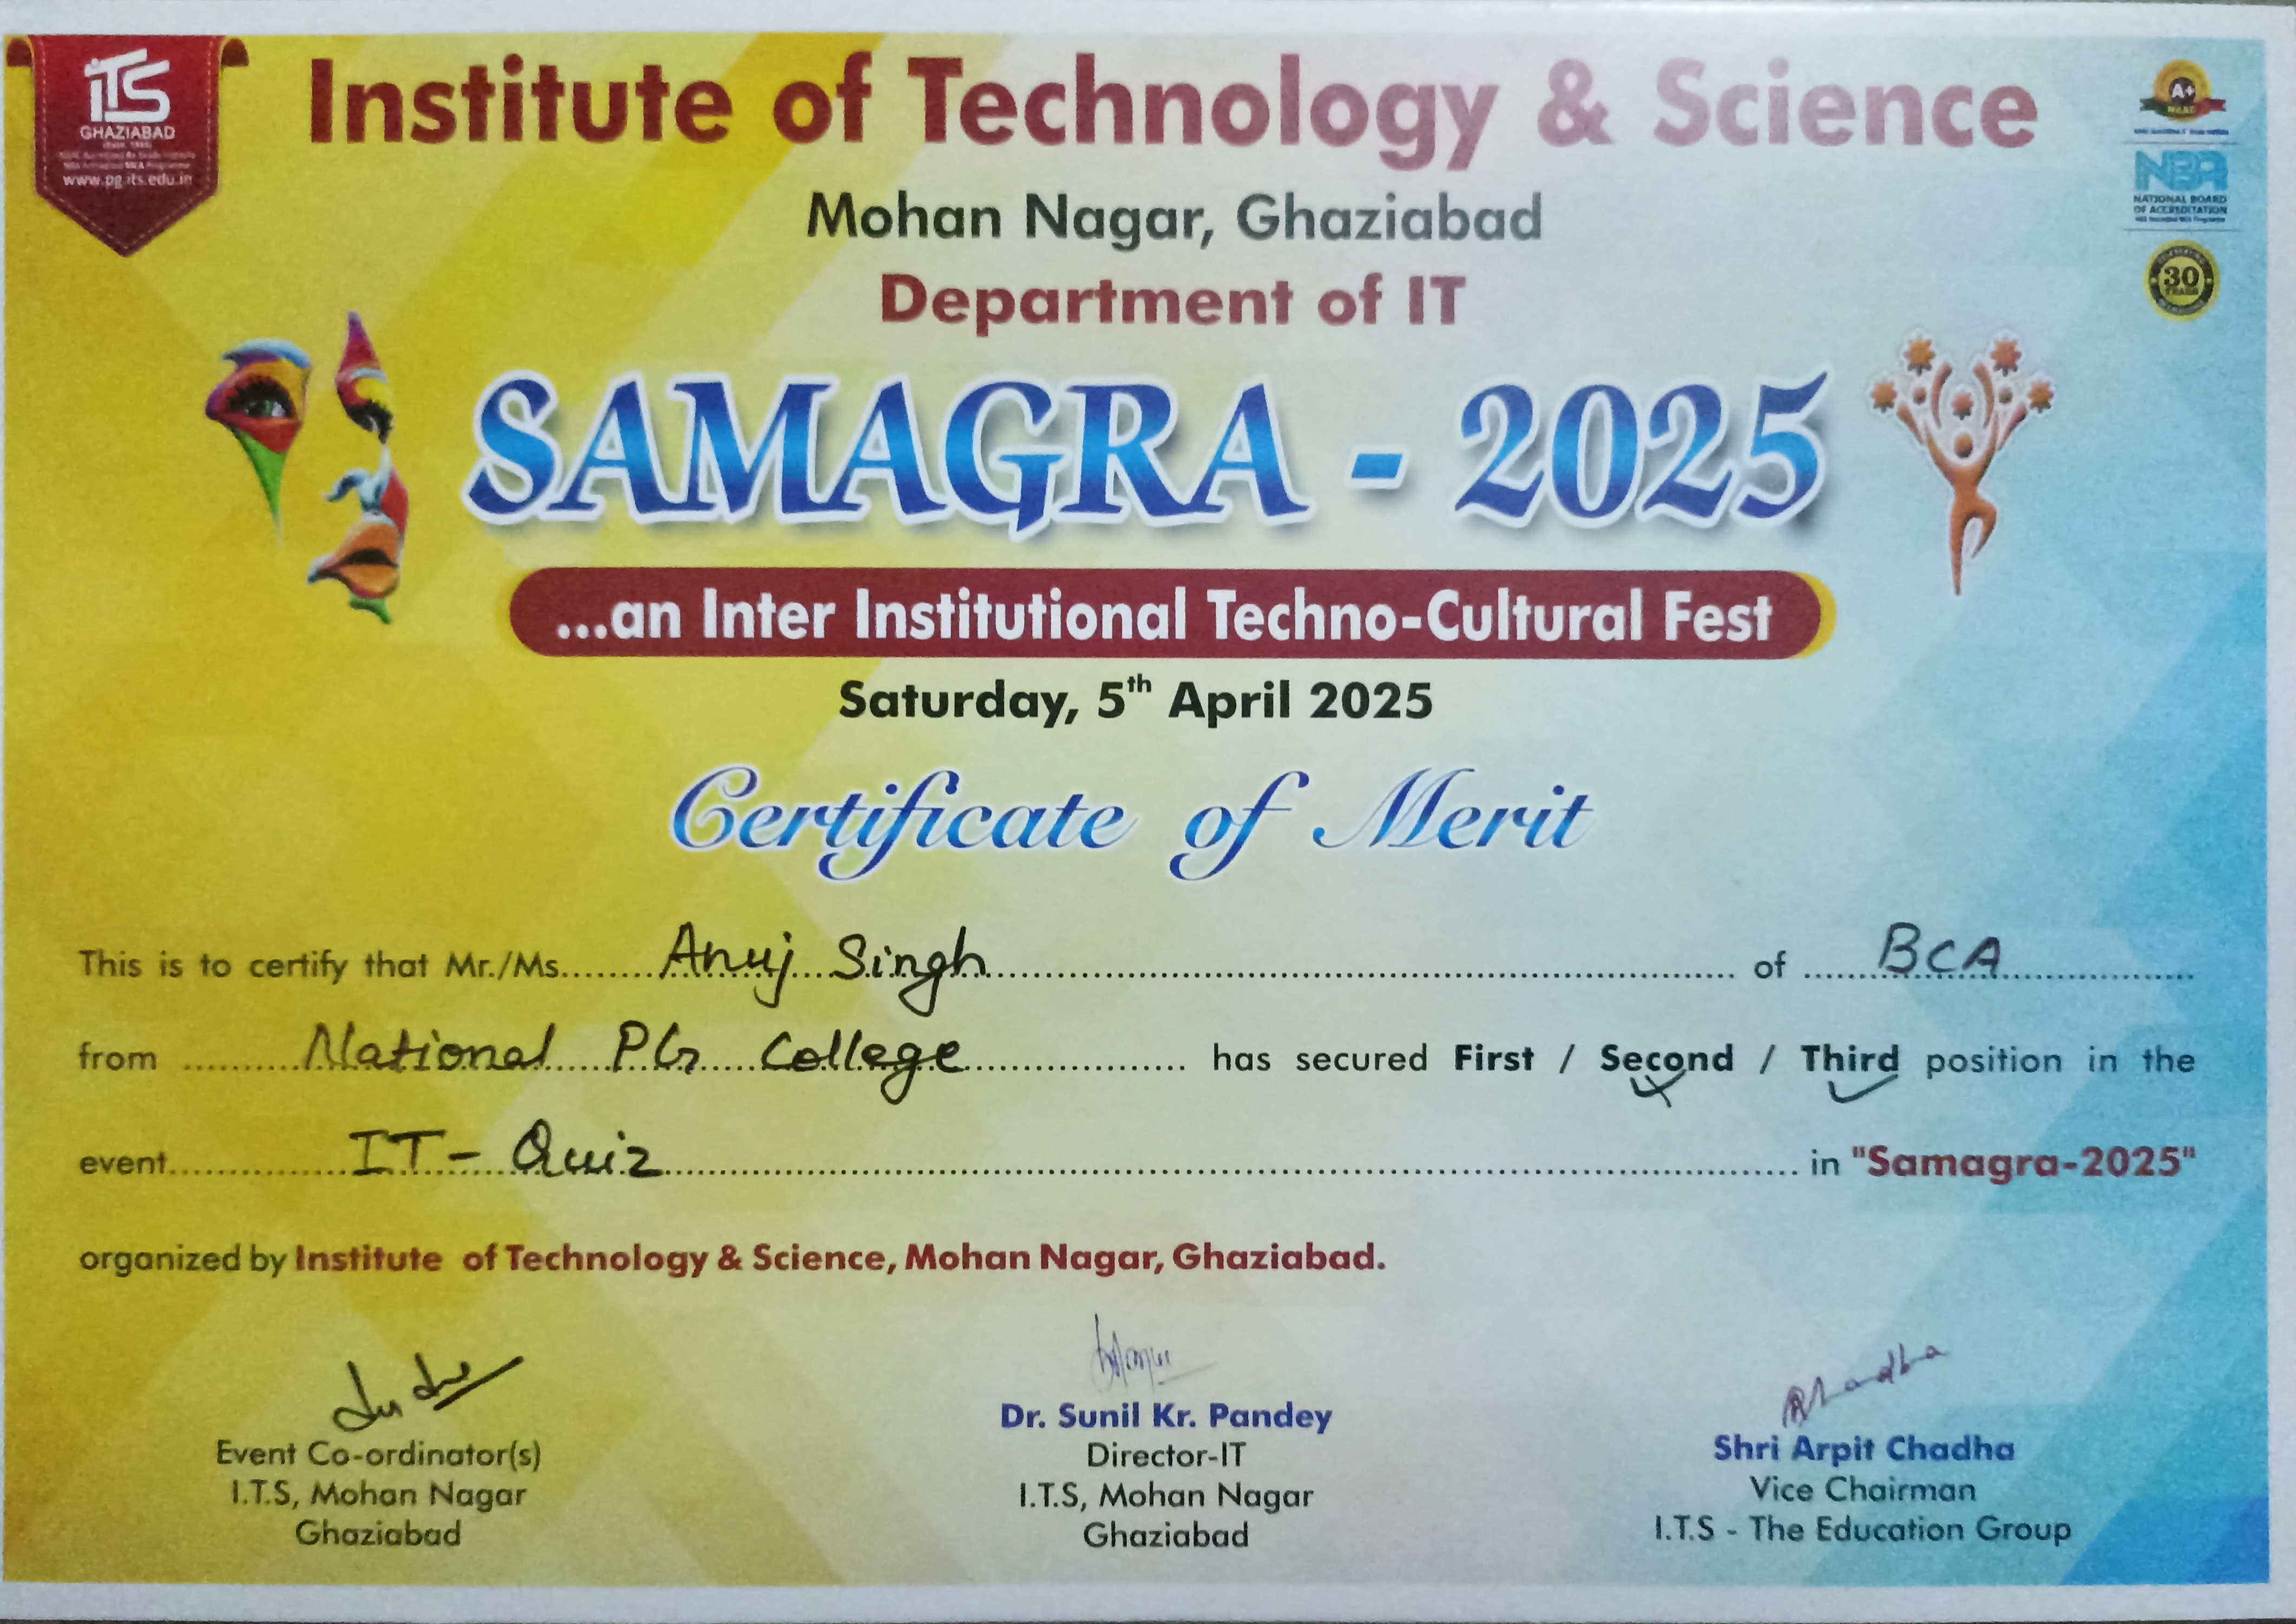 iTS
GHAZIABAD
www.pg.its.edu.in
Institute of Technology & Science
A+
NAAC
Mohan Nagar, Ghaziabad
NBA
NATIONAL BOARD
OF ACCREDITATION
Department of IT
30
YEARS
SAMAGRA - 2025
...an Inter Institutional Techno-Cultural Fest
Saturday, 5th April 2025
Certificate of Merit
This is to certify that Mr./Ms. Anuj Singh of BCA
from National PG College has secured First / Second / Third position in the
event IT- Quiz in "Samagra-2025"
organized by Institute of Technology & Science, Mohan Nagar, Ghaziabad.
Event Co-ordinator(s)
I.T.S, Mohan Nagar
Ghaziabad
Dr. Sunil Kr. Pandey
Director-IT
I.T.S, Mohan Nagar
Ghaziabad
Shri Arpit Chadha
Vice Chairman
I.T.S - The Education Group